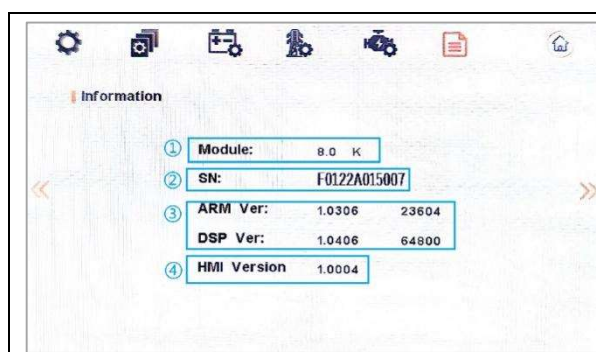 Information
① Module: 8.0 K
② SN: F0122A015007
③ ARM Ver: 1.0306 23604
DSP Ver: 1.0406 64800
④ HMI Version 1.0004